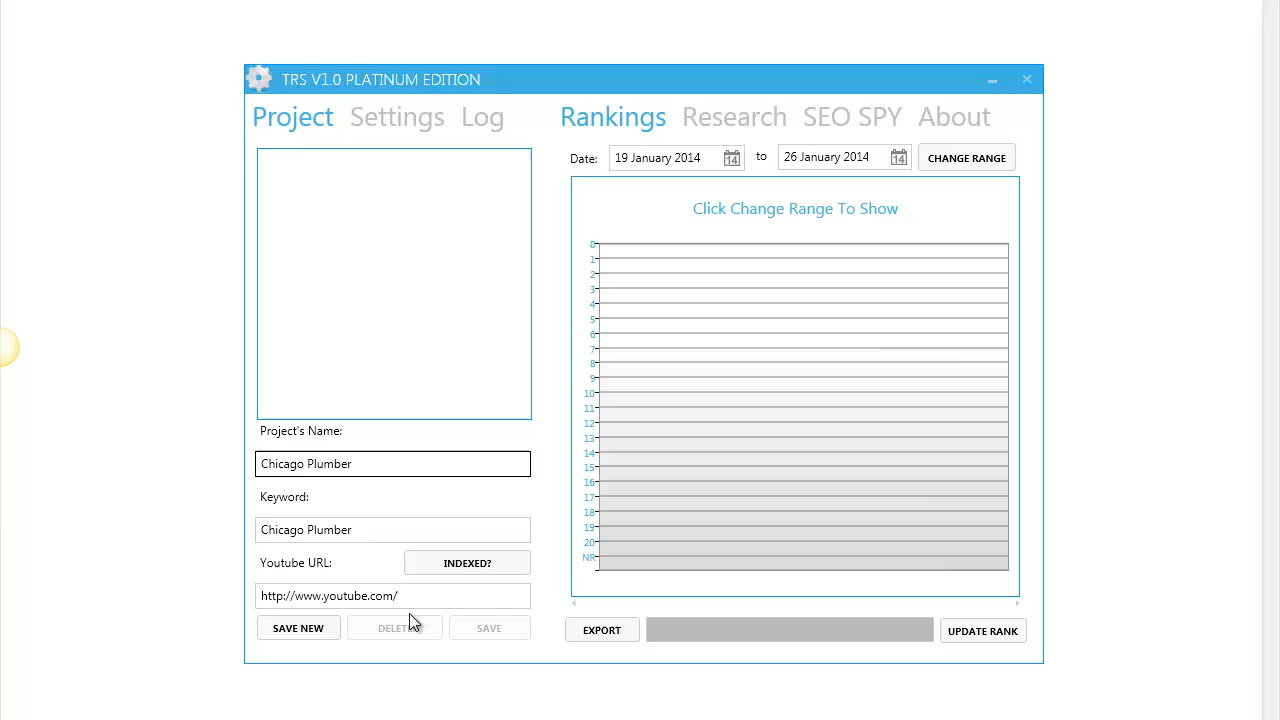 TRS V1.0 PLATINUM EDITION
Project Settings Log
Rankings Research SEO SPY About
Date: 19 January 2014 14 to 26 January 2014 14 CHANGE RANGE
Click Change Range To Show
0
1
2
3
4
5
6
7
8
9
10
11
12
13
14
15
16
17
18
19
20
NR
Project's Name:
Chicago Plumber
Keyword:
Chicago Plumber
Youtube URL: INDEXED?
http://www.youtube.com/
SAVE NEW DELETE SAVE
EXPORT UPDATE RANK